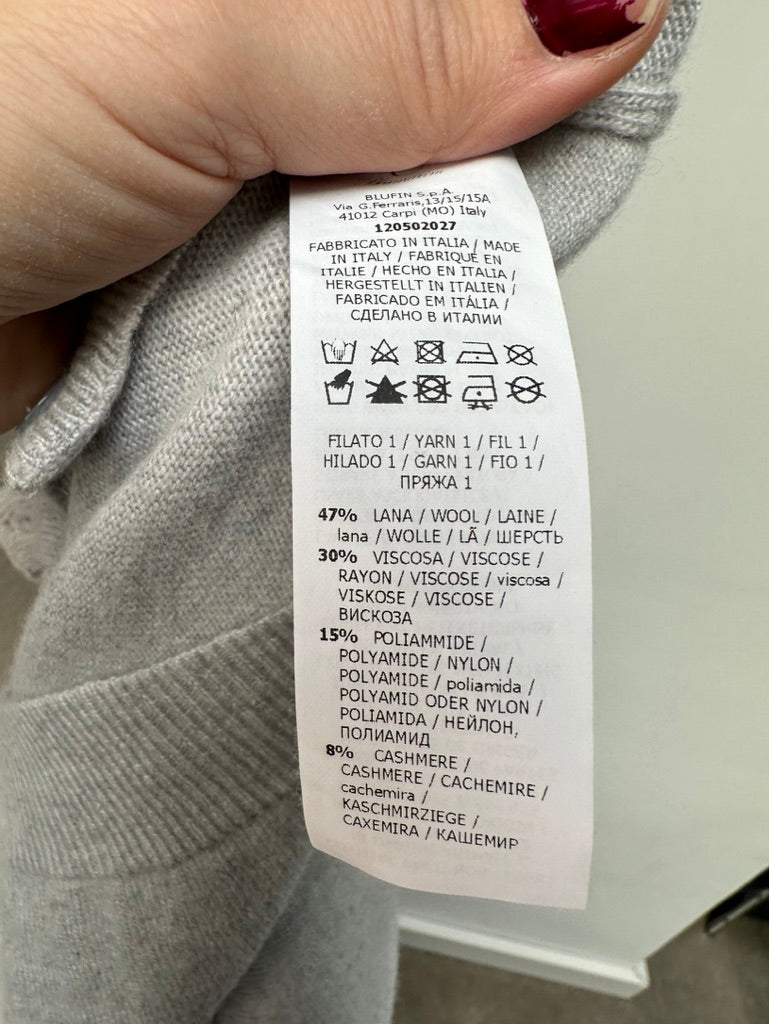 BLUFIN S.p.A.
Via G.Ferraris,13/15/15A
41012 Carpi (MO) Italy
120502027
FABBRICATO IN ITALIA / MADE
IN ITALY / FABRIQUÉ EN
ITALIE / HECHO EN ITALIA /
HERGESTELLT IN ITALIEN /
FABRICADO EM ITÁLIA /
СДЕЛАНО В ИТАЛИИ
FILATO 1 / YARN 1 / FIL 1 /
HILADO 1 / GARN 1 / FIO 1 /
ПРЯЖА 1
47% LANA / WOOL / LAINE /
lana / WOLLE / LÃ / ШЕРСТЬ
30% VISCOSA / VISCOSE /
RAYON / VISCOSE / viscosa /
VISKOSE / VISCOSE /
ВИСКОЗА
15% POLIAMMIDE /
POLYAMIDE / NYLON /
POLYAMIDE / poliamida /
POLYAMID ODER NYLON /
POLIAMIDA / НЕЙЛОН,
ПОЛИАМИД
8% CASHMERE /
CASHMERE / CACHEMIRE /
cachemira /
KASCHMIRZIEGE /
CAXEMIRA / КАШЕМИР